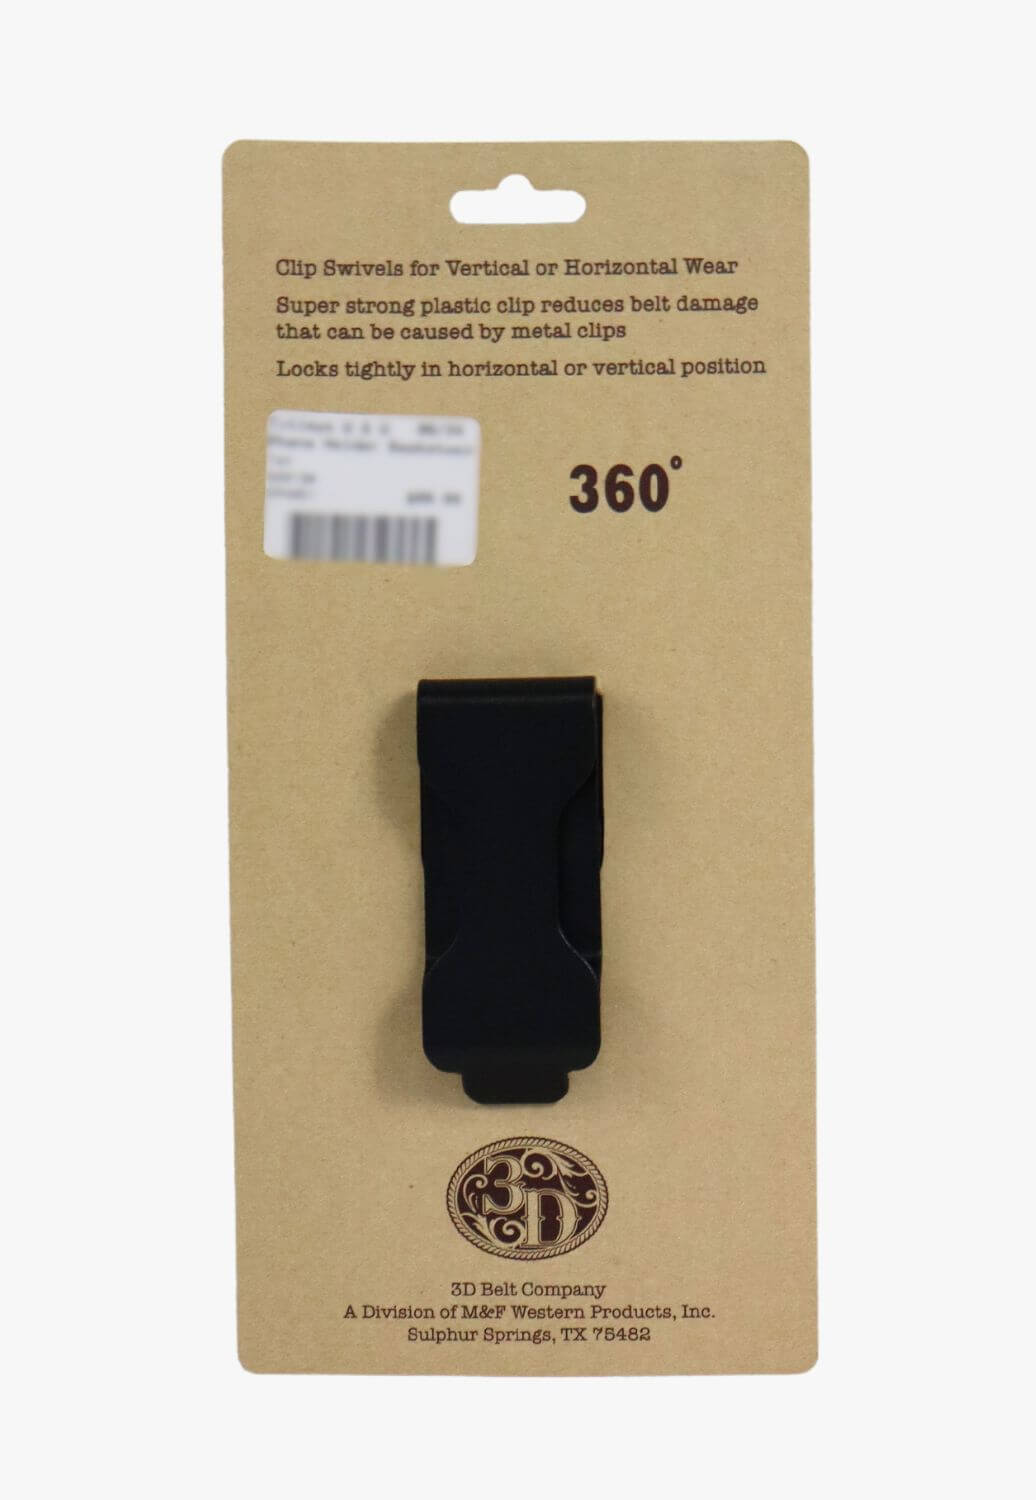 Clip Swivels for Vertical or Horizontal Wear
Super strong plastic clip reduces belt damage
that can be caused by metal clips
Locks tightly in horizontal or vertical position
360°
3D
3D Belt Company
A Division of M&F Western Products, Inc.
Sulphur Springs, TX 75482